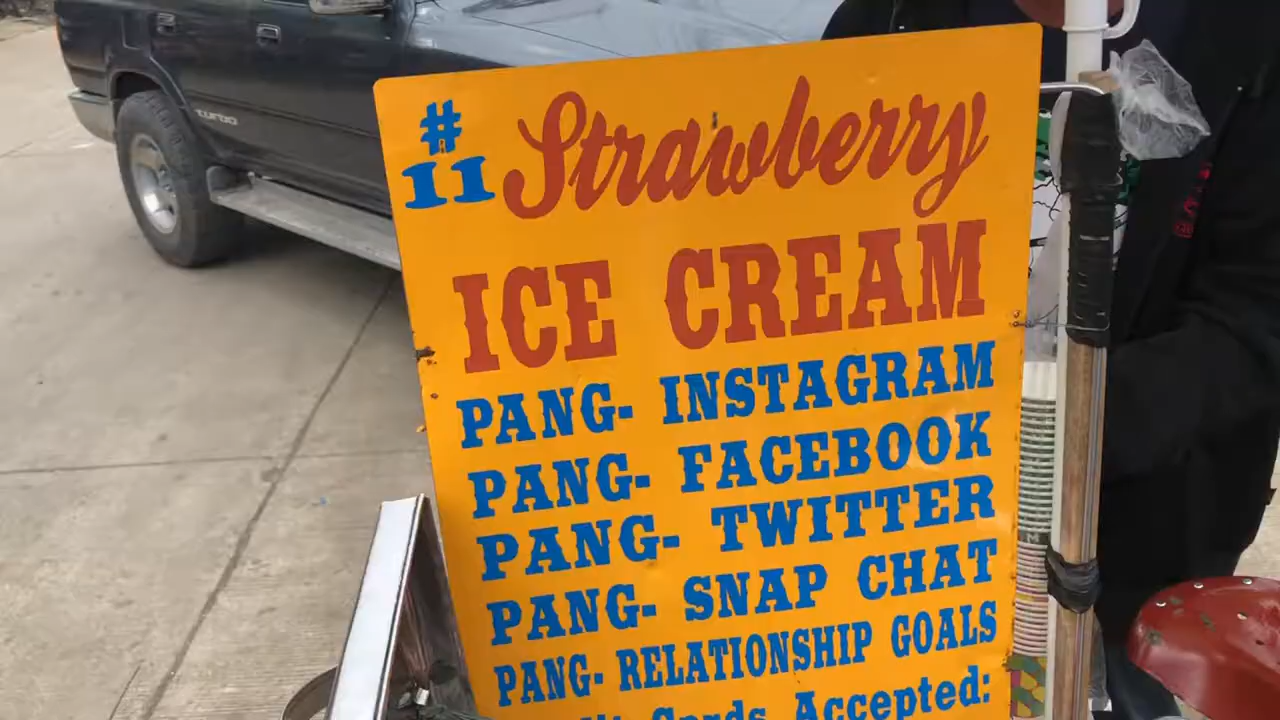 #
11 Strawberry
ICE CREAM
PANG- INSTAGRAM
PANG- FACEBOOK
PANG- TWITTER
PANG- SNAP CHAT
PANG- RELATIONSHIP GOALS
Cards Accepted:
TURBO